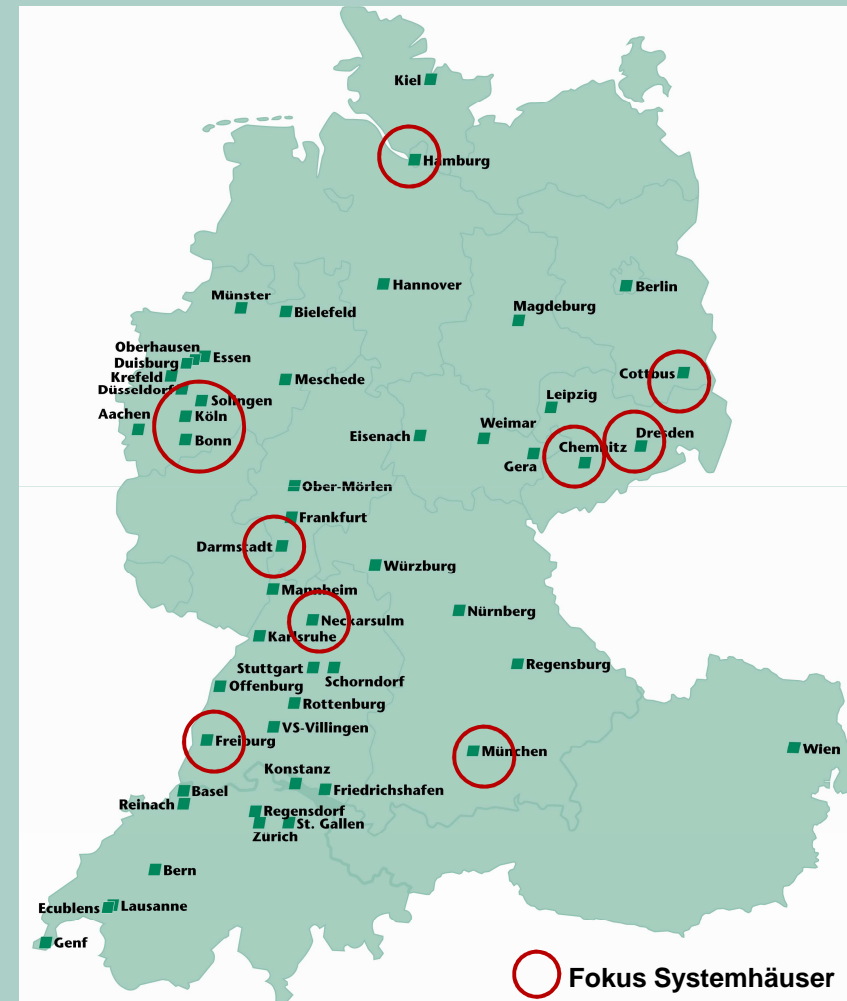 Kiel
Hamburg
Hannover
Berlin
Münster
Bielefeld
Magdeburg
Oberhausen
Essen
Duisburg
Krefeld
Meschede
Cottbus
Düsseldorf
Solingen
Leipzig
Aachen
Köln
Weimar
Dresden
Bonn
Eisenach
Chemnitz
Gera
Ober-Mörlen
Frankfurt
Darmstadt
Würzburg
Mannheim
Neckarsulm
Nürnberg
Karlsruhe
Stuttgart
Schorndorf
Regensburg
Offenburg
Rottenburg
VS-Villingen
Freiburg
München
Wien
Konstanz
Basel
Friedrichshafen
Reinach
Regensdorf
St. Gallen
Zürich
Bern
Ecublens
Lausanne
Genf
Fokus Systemhäuser